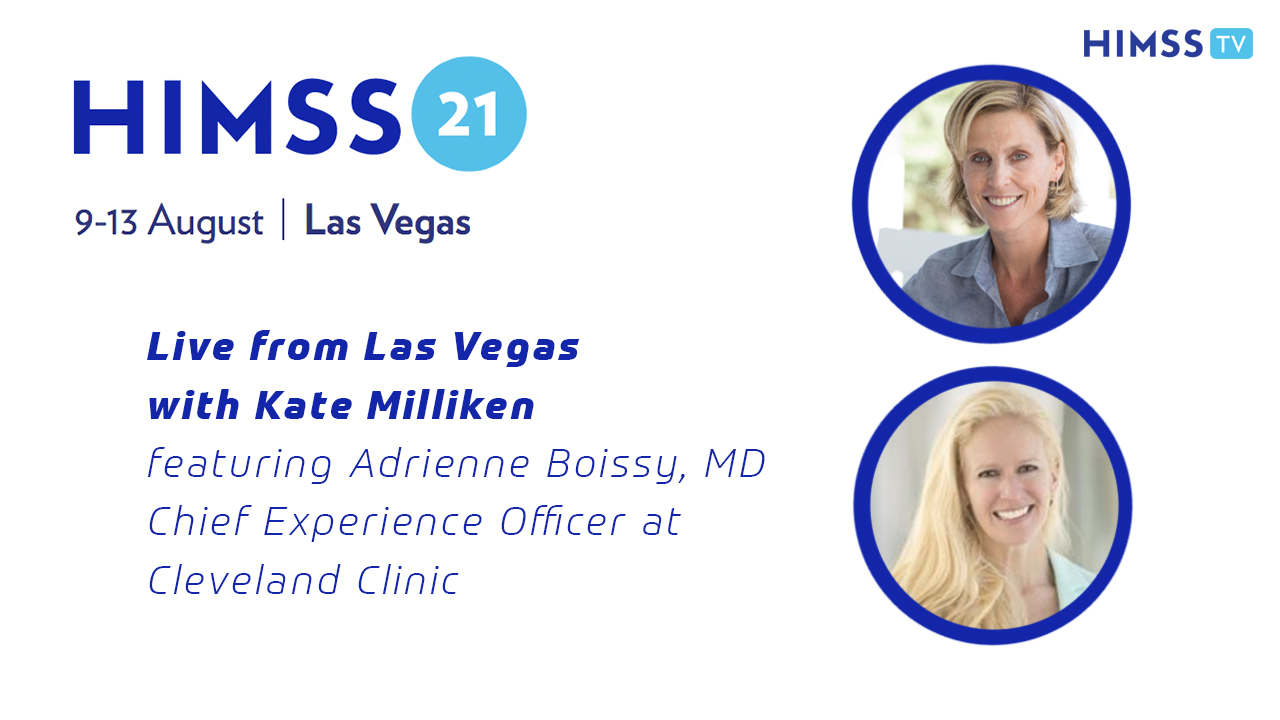 HIMSS TV
HIMSS 21
9-13 August | Las Vegas
Live from Las Vegas
with Kate Milliken
featuring Adrienne Boissy, MD
Chief Experience Officer at
Cleveland Clinic